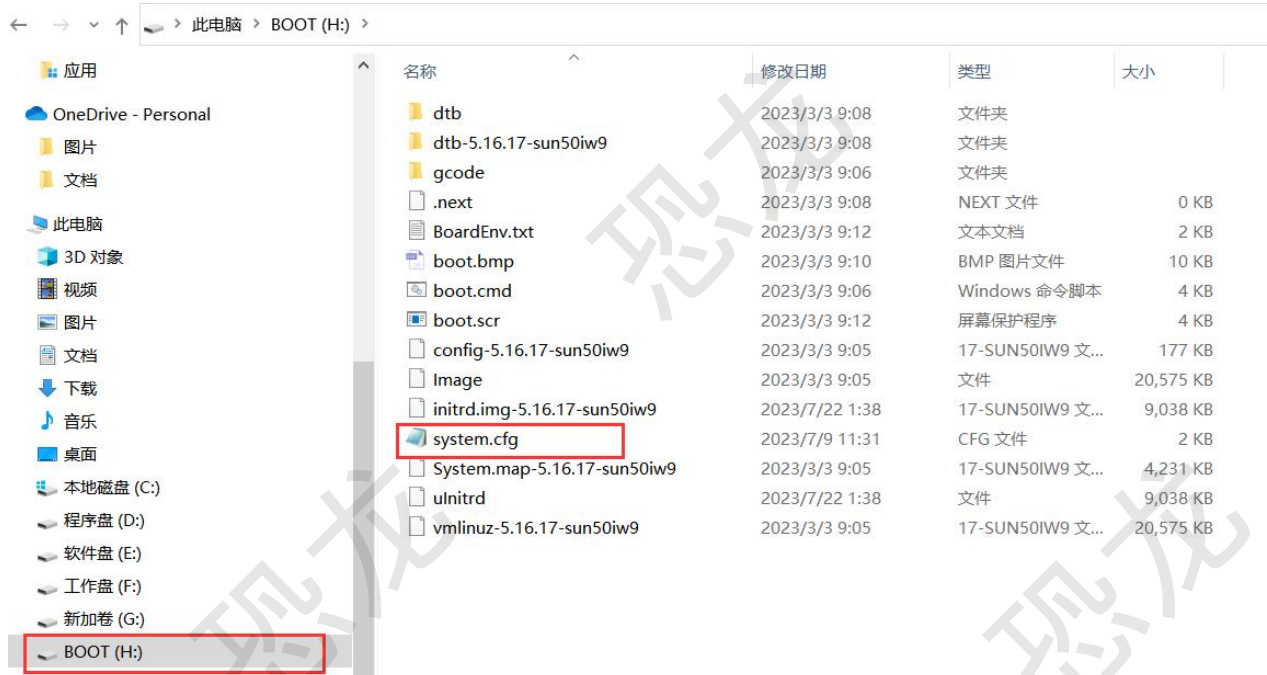 此电脑 > BOOT (H:) >
应用
OneDrive - Personal
图片
文档
此电脑
3D 对象
视频
图片
文档
下载
音乐
桌面
本地磁盘 (C:)
程序盘 (D:)
软件盘 (E:)
工作盘 (F:)
新加卷 (G:)
BOOT (H:)
名称 修改日期 类型 大小
dtb 2023/3/3 9:08 文件夹
dtb-5.16.17-sun50iw9 2023/3/3 9:08 文件夹
gcode 2023/3/3 9:06 文件夹
.next 2023/3/3 9:08 NEXT 文件 0 KB
BoardEnv.txt 2023/3/3 9:12 文本文档 2 KB
boot.bmp 2023/3/3 9:10 BMP 图片文件 10 KB
boot.cmd 2023/3/3 9:06 Windows 命令脚本 4 KB
boot.scr 2023/3/3 9:12 屏幕保护程序 4 KB
config-5.16.17-sun50iw9 2023/3/3 9:05 17-SUN50IW9 文... 177 KB
Image 2023/3/3 9:05 文件 20,575 KB
initrd.img-5.16.17-sun50iw9 2023/7/22 1:38 17-SUN50IW9 文... 9,038 KB
system.cfg 2023/7/9 11:31 CFG 文件 2 KB
System.map-5.16.17-sun50iw9 2023/3/3 9:05 17-SUN50IW9 文... 4,231 KB
uInitrd 2023/7/22 1:38 文件 9,038 KB
vmlinuz-5.16.17-sun50iw9 2023/3/3 9:05 17-SUN50IW9 文... 20,575 KB
恐龙
恐龙
恐龙